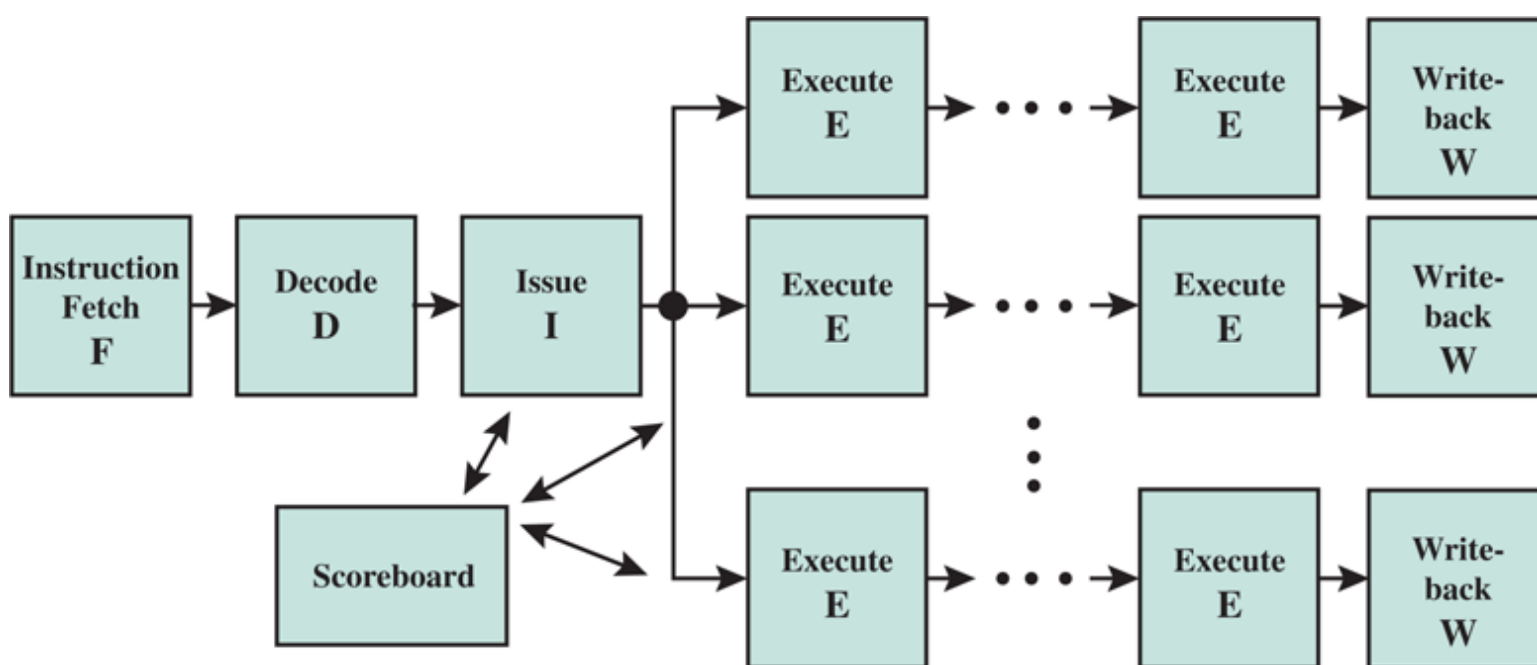 Execute
E
Execute
E
Write-
back
W
Instruction
Fetch
F
Decode
D
Issue
I
Execute
E
Execute
E
Write-
back
W
Scoreboard
Execute
E
Execute
E
Write-
back
W